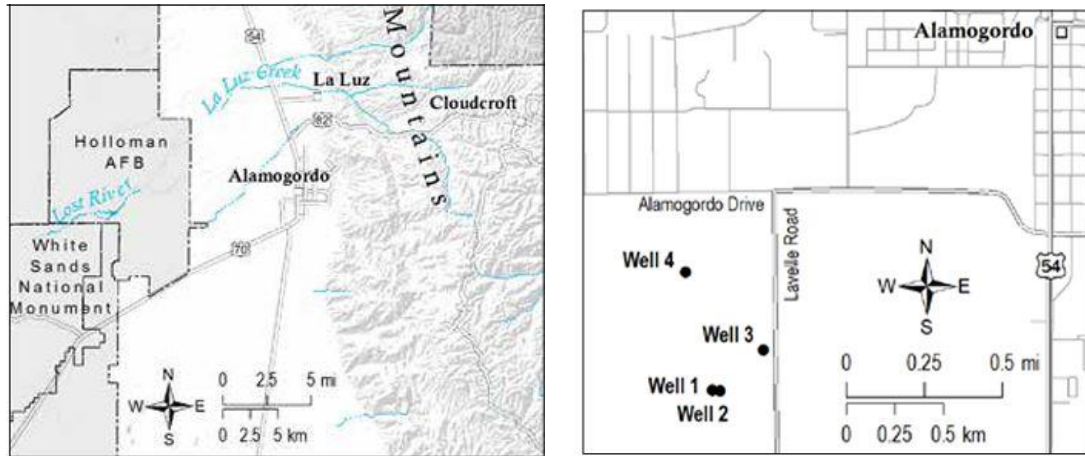 54
Mountains
La Luz Creek
La Luz
Cloudcroft
82
Holloman
AFB
Alamogordo
Lost River
70
White
Sands
National
Monument
N
W E
S
0 2.5 5 mi
0 2.5 5 km
Alamogordo
Alamogordo Drive
Lavelle Road
Well 4
N
W E
S
54
Well 3
0 0.25 0.5 mi
Well 1
Well 2
0 0.25 0.5 km